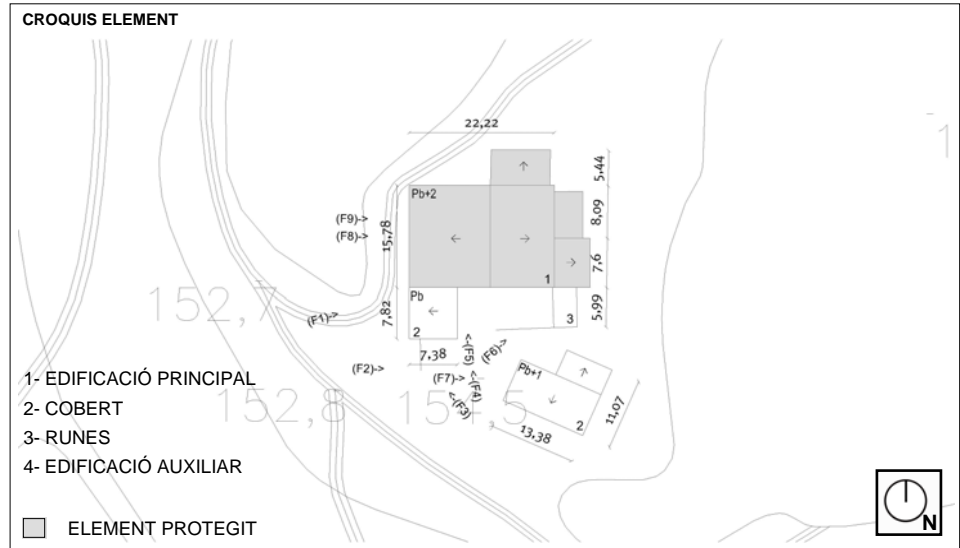 CROQUIS ELEMENT
22,22
5,44
Pb+2
8,09
(F9)->
15,78
(F8)->
7,6
1
Pb
7,82
5,99
152,7
(F1)->
2
3
7,38
<-(F5)
(F6)->
(F2)->
(F7)->
<-(F4)
Pb+1
<-(F3)
1- EDIFICACIÓ PRINCIPAL
152,8
2
11,07
2- COBERT
13,38
3- RUNES
4- EDIFICACIÓ AUXILIAR
ELEMENT PROTEGIT
N